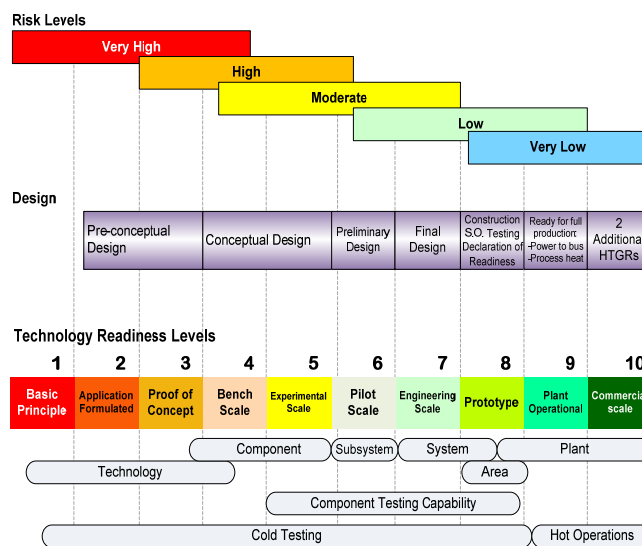 Risk Levels
Very High
High
Moderate
Low
Very Low
Design
Pre-conceptual
Design
Conceptual Design
Preliminary
Design
Final
Design
Construction
S.O. Testing
Declaration of
Readiness
Ready for full
production:
-Power to bus
-Process heat
2
Additional
HTGRs
Technology Readiness Levels
1 2 3 4 5 6 7 8 9 10
Basic
Principle
Application
Formulated
Proof of
Concept
Bench
Scale
Experimental
Scale
Pilot
Scale
Engineering
Scale
Prototype
Plant
Operational
Commercial
scale
Component
Subsystem
System
Plant
Technology
Area
Component Testing Capability
Cold Testing
Hot Operations